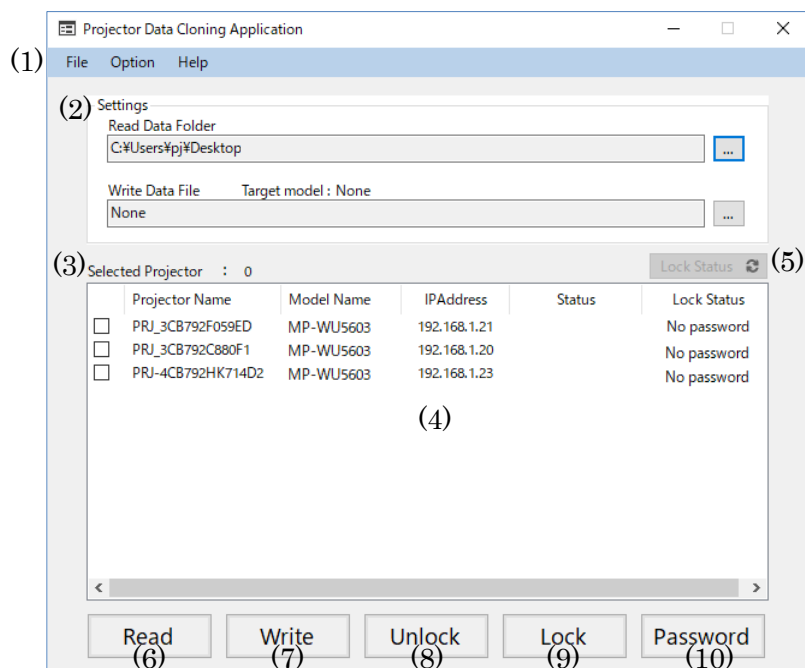 Projector Data Cloning Application
(1) File Option Help
(2) Settings
Read Data Folder
C:¥Users¥pj¥Desktop ...
Write Data File Target model : None
None ...
(3) Selected Projector : 0 Lock Status (5)
Projector Name Model Name IPAddress Status Lock Status
PRJ_3CB792F059ED MP-WU5603 192.168.1.21 No password
PRJ_3CB792C880F1 MP-WU5603 192.168.1.20 No password
PRJ-4CB792HK714D2 MP-WU5603 192.168.1.23 No password
(4)
Read Write Unlock Lock Password
(6) (7) (8) (9) (10)